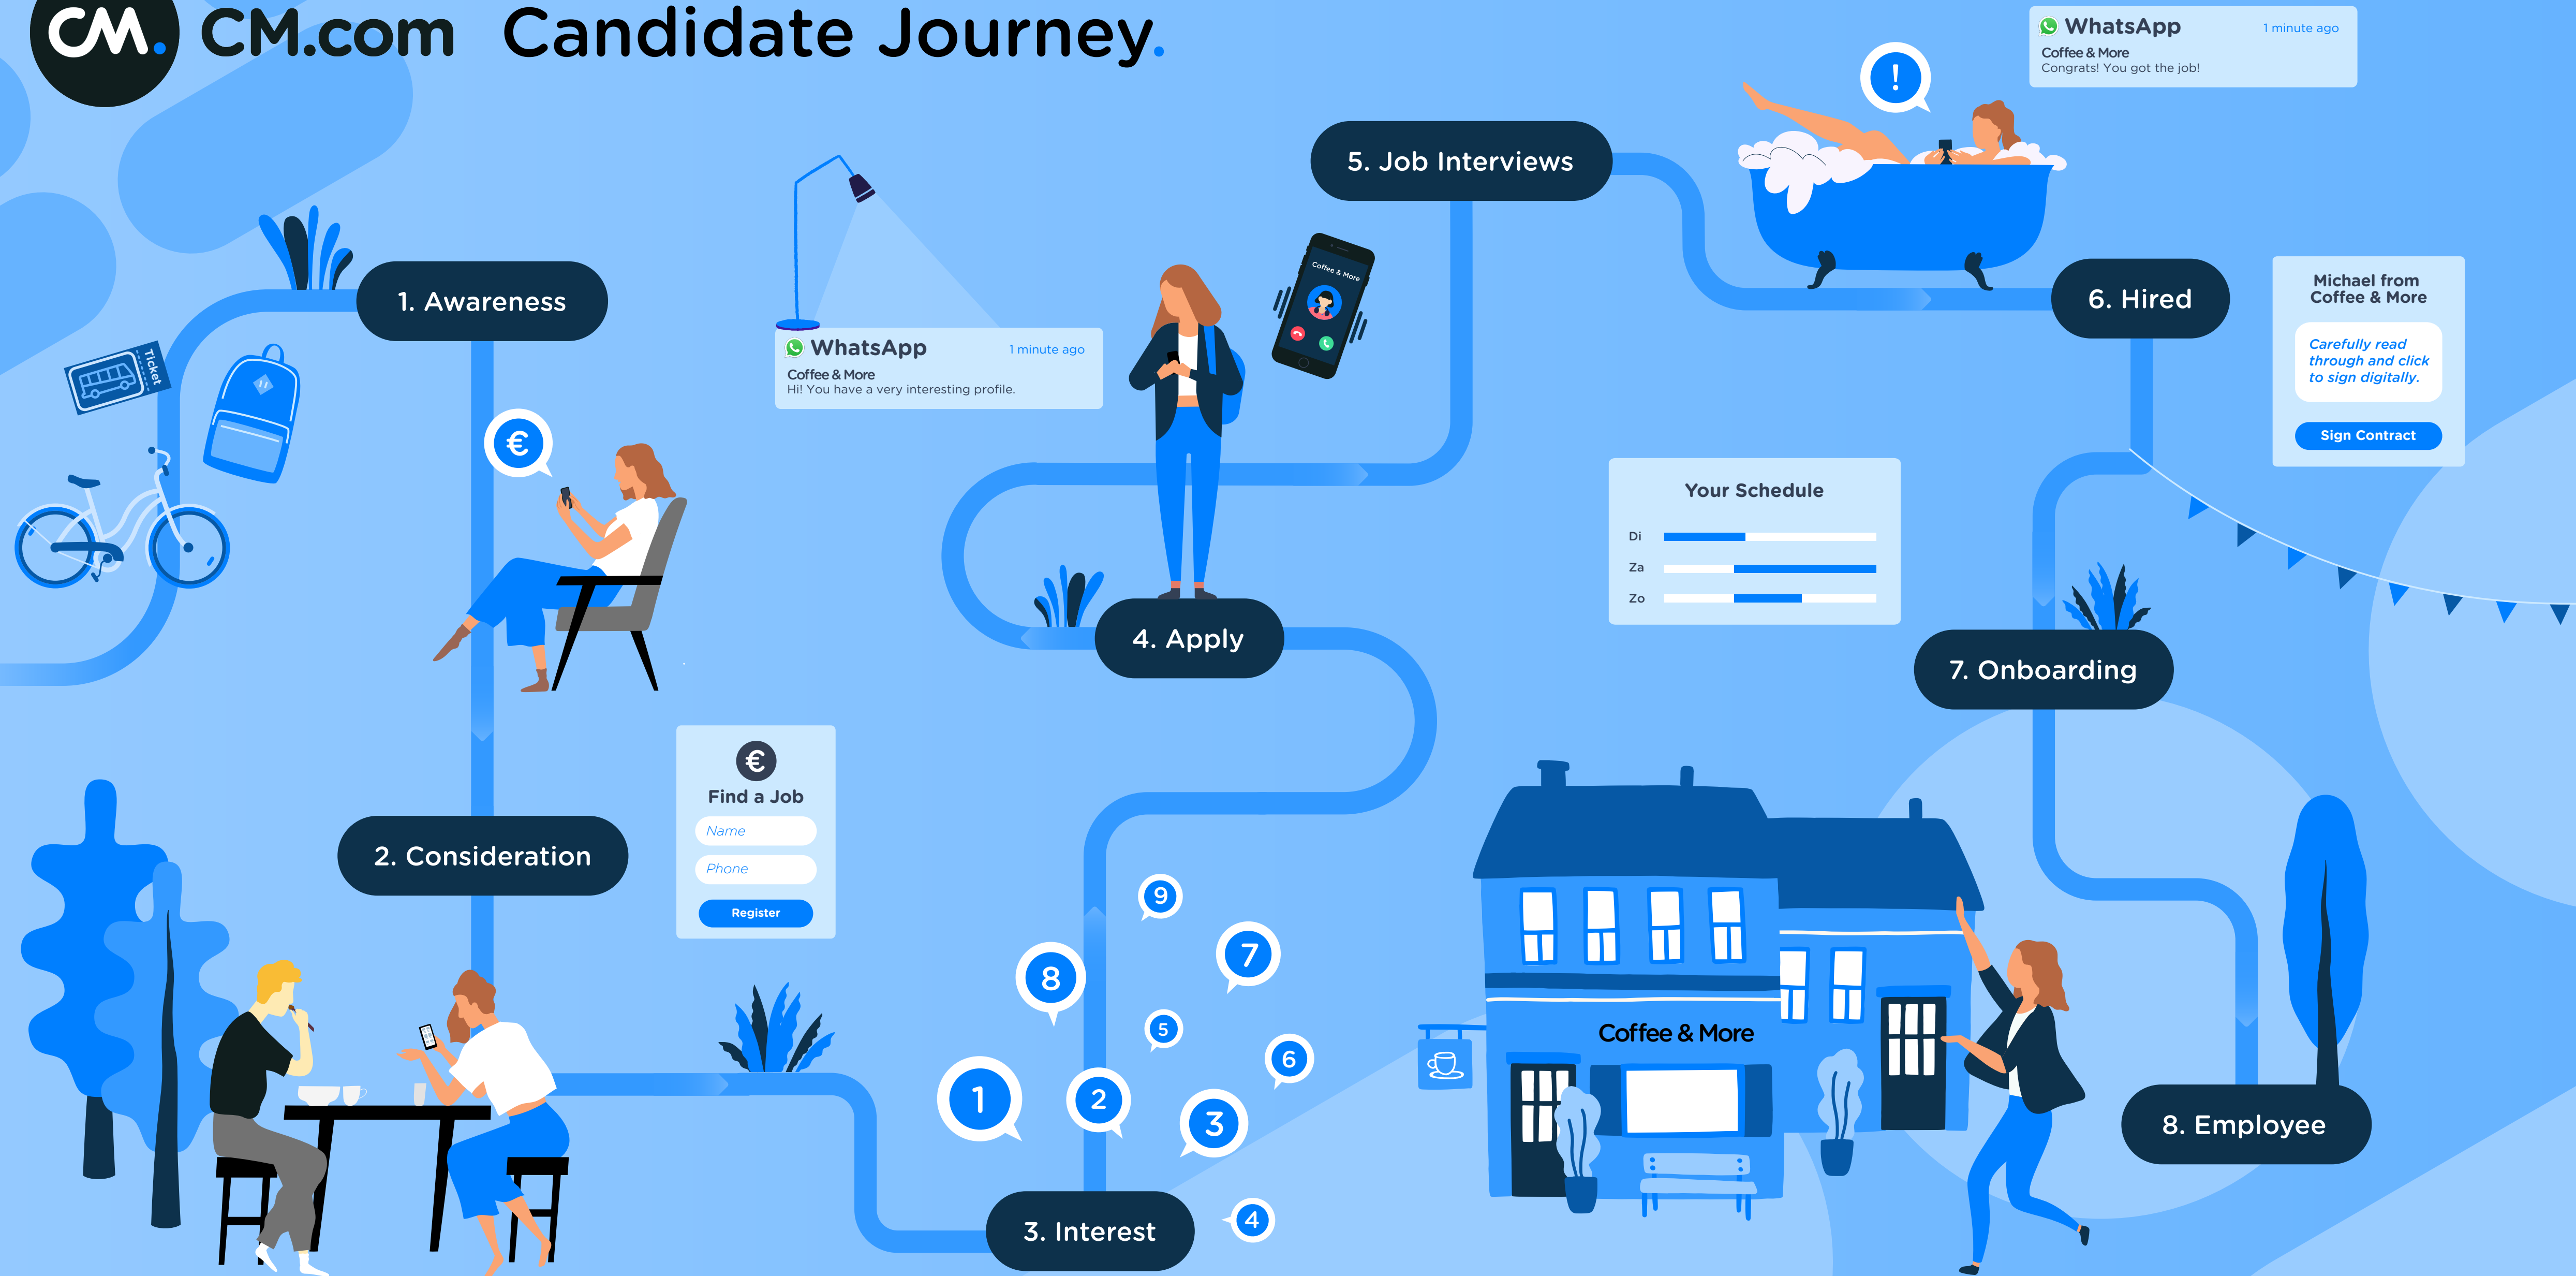 CM.
CM.com
Candidate Journey.
WhatsApp
1 minute ago
Coffee & More
Congrats! You got the job!
!
5. Job Interviews
1. Awareness
6. Hired
Coffee & More
Michael from
Coffee & More
Carefully read
through and click
to sign digitally.
Sign Contract
WhatsApp
1 minute ago
Coffee & More
Hi! You have a very interesting profile.
Ticket
€
Your Schedule
Di
Za
Zo
4. Apply
7. Onboarding
€
Find a Job
Name
Phone
Register
2. Consideration
9
7
8
5
6
1
2
3
4
Coffee & More
8. Employee
3. Interest